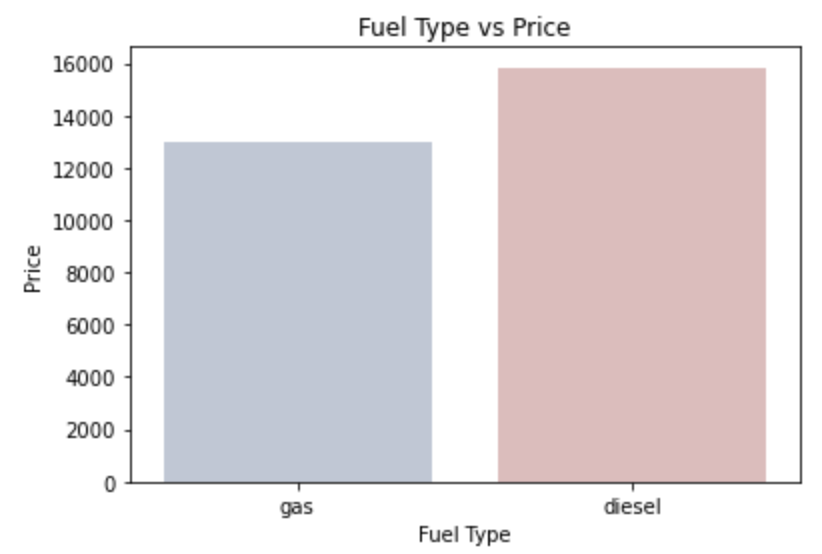 Fuel Type vs Price
16000
14000
12000
10000
8000
6000
4000
2000
0
Price
gas diesel
Fuel Type